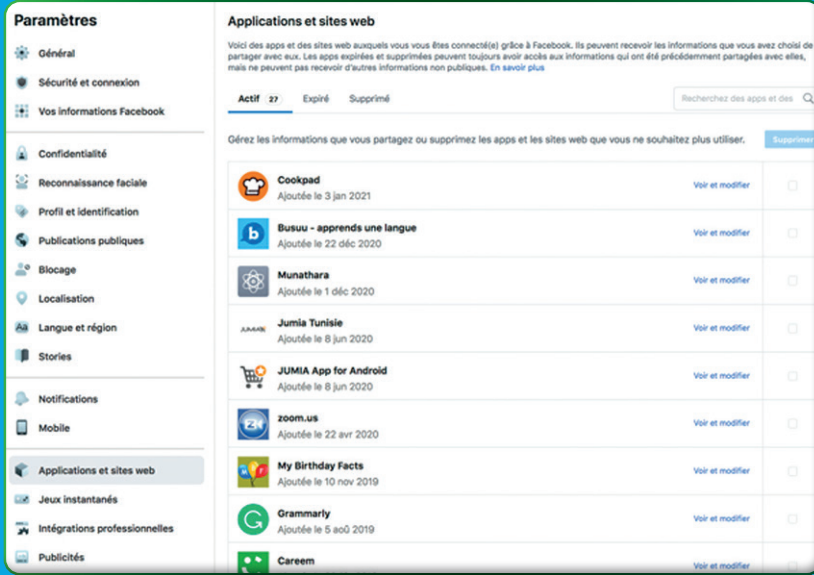 Paramètres
Général
Sécurité et connexion
Vos informations Facebook
Confidentialité
Reconnaissance faciale
Profil et identification
Publications publiques
Blocage
Localisation
Aa
Langue et région
Stories
Notifications
Mobile
Applications et sites web
Jeux instantanés
Intégrations professionnelles
Publicités
Applications et sites web
Voici des apps et des sites web auxquels vous vous êtes connecté(e) grâce à Facebook. Ils peuvent recevoir les informations que vous avez choisi de
partager avec eux. Les apps expirées et supprimées peuvent toujours avoir accès aux informations qui ont été précédemment partagées avec elles,
mais ne peuvent pas recevoir d'autres informations non publiques. En savoir plus
Actif 27 Expiré Supprimé
Recherchez des apps et des
Gérez les informations que vous partagez ou supprimez les apps et les sites web que vous ne souhaitez plus utiliser.
Supprimer
Cookpad
Ajoutée le 3 jan 2021
Voir et modifier
b
Busuu - apprends une langue
Ajoutée le 22 déc 2020
Voir et modifier
Munathara
Ajoutée le 1 déc 2020
Voir et modifier
JUMIA
Jumia Tunisie
Ajoutée le 8 jun 2020
Voir et modifier
JUMIA App for Android
Ajoutée le 8 jun 2020
Voir et modifier
Z
zoom.us
Ajoutée le 22 avr 2020
Voir et modifier
M Y F
My Birthday Facts
Ajoutée le 10 nov 2019
Voir et modifier
G
Grammarly
Ajoutée le 5 aoû 2019
Voir et modifier
Careem
Voir et modifier